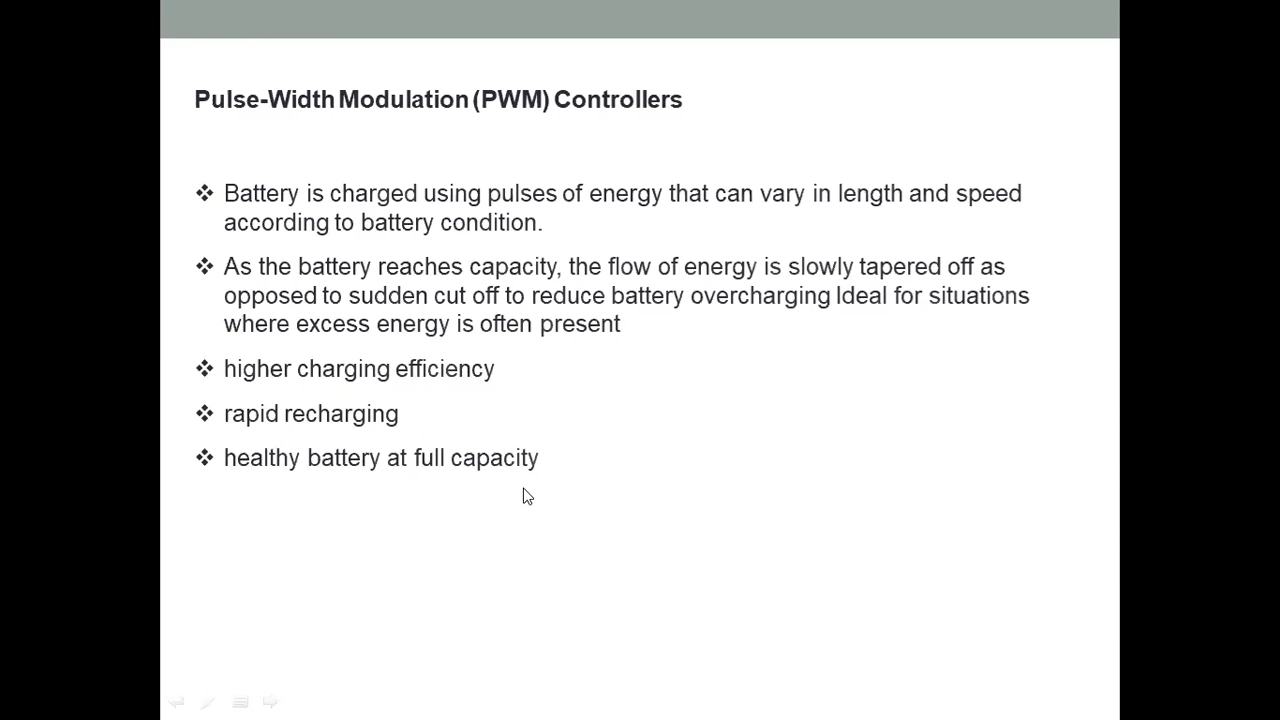 Pulse-Width Modulation (PWM) Controllers
❖ Battery is charged using pulses of energy that can vary in length and speed
according to battery condition.
❖ As the battery reaches capacity, the flow of energy is slowly tapered off as
opposed to sudden cut off to reduce battery overcharging Ideal for situations
where excess energy is often present
❖ higher charging efficiency
❖ rapid recharging
❖ healthy battery at full capacity